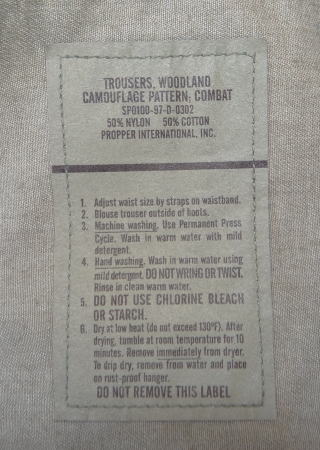 TROUSERS, WOODLAND
CAMOUFLAGE PATTERN: COMBAT
SPO100-97-D-0302
50% NYLON 50% COTTON
PROPPER INTERNATIONAL, INC.
1. Adjust waist size by straps on waistband.
2. Blouse trouser outside of boots.
3. Machine washing. Use Permanent Press
Cycle. Wash in warm water with mild
detergent.
4. Hand washing. Wash in warm water using
mild detergent. DO NOT WRING OR TWIST.
Rinse in clean warm water.
5. DO NOT USE CHLORINE BLEACH
OR STARCH.
6. Dry at low heat (do not exceed 130°F). After
drying, tumble at room temperature for 10
minutes. Remove immediately from dryer.
To drip dry, remove from water and place
on rust-proof hanger.
DO NOT REMOVE THIS LABEL